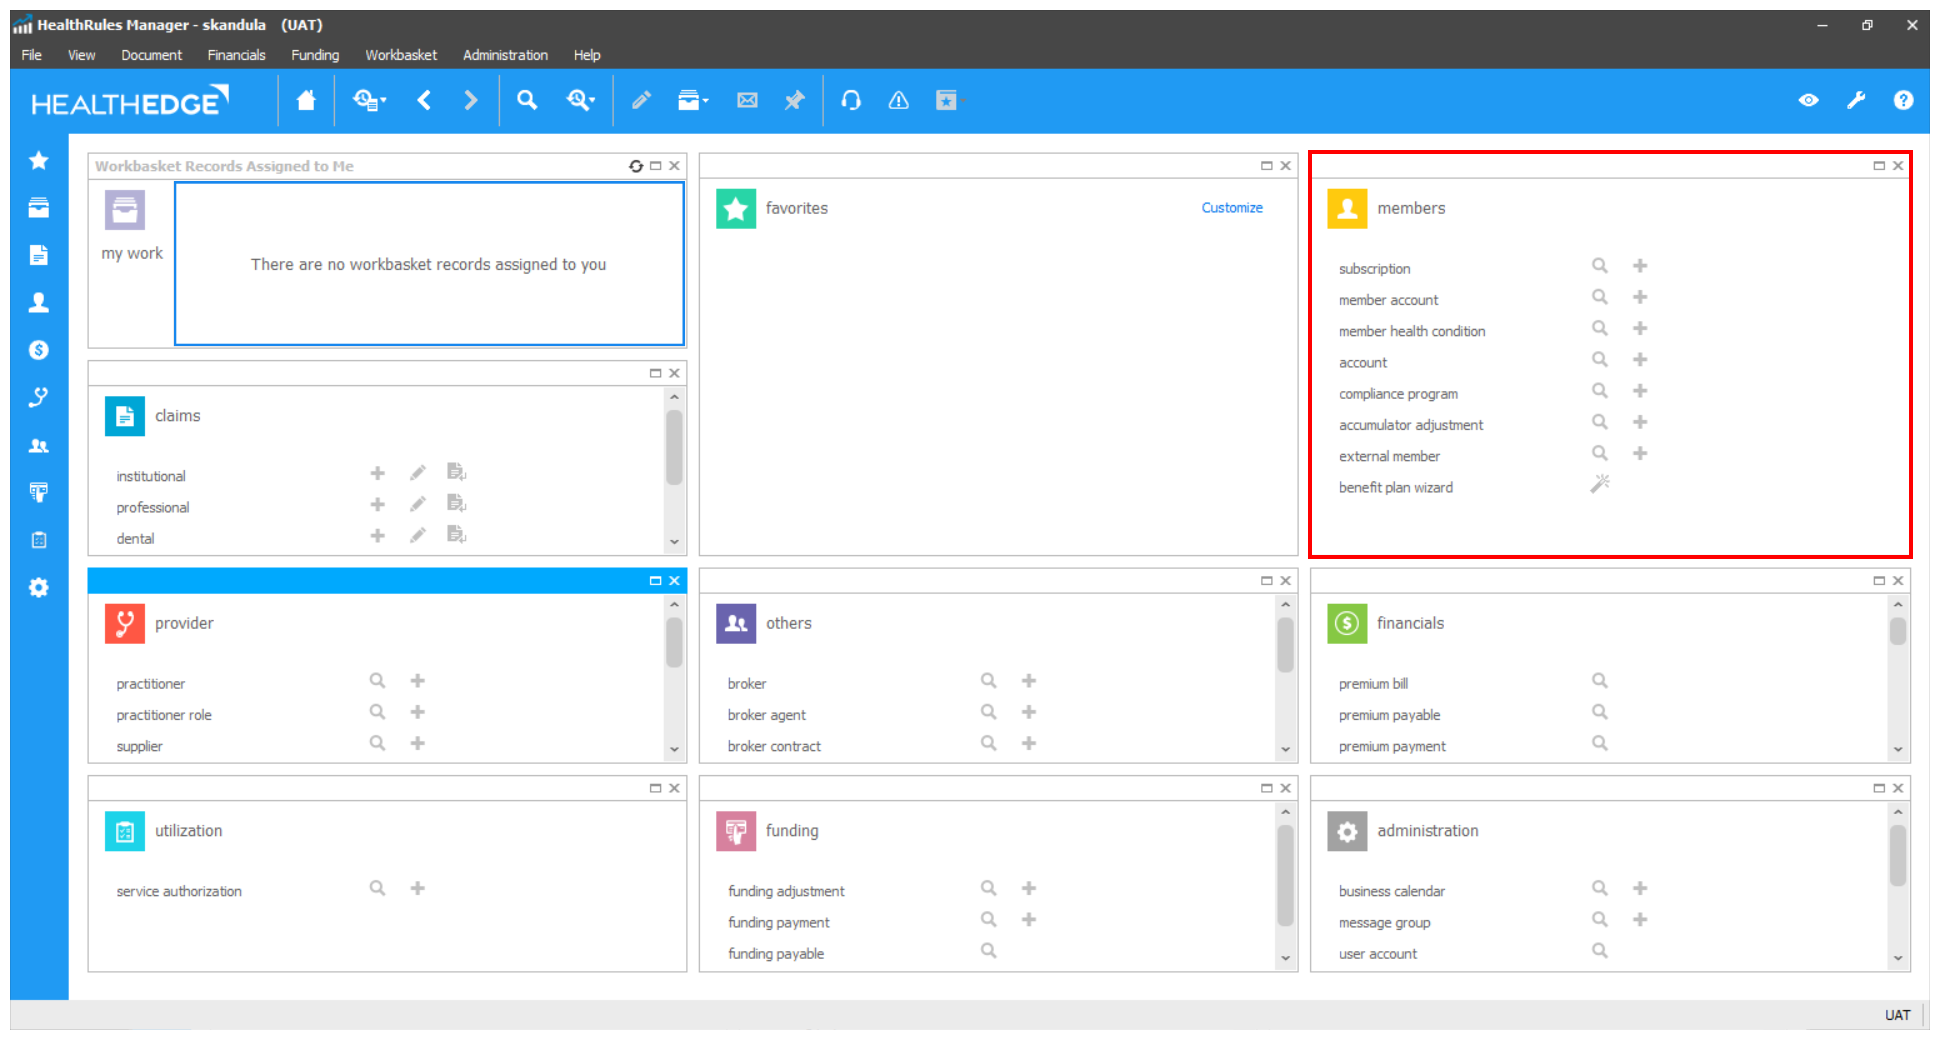 HealthRules Manager - skandula (UAT)
File View Document Financials Funding Workbasket Administration Help
HEALTHEDGE
Workbasket Records Assigned to Me
my work
There are no workbasket records assigned to you
favorites
Customize
members
subscription
member account
member health condition
account
compliance program
accumulator adjustment
external member
benefit plan wizard
claims
institutional
professional
dental
provider
practitioner
practitioner role
supplier
others
broker
broker agent
broker contract
financials
premium bill
premium payable
premium payment
utilization
service authorization
funding
funding adjustment
funding payment
funding payable
administration
business calendar
message group
user account
UAT